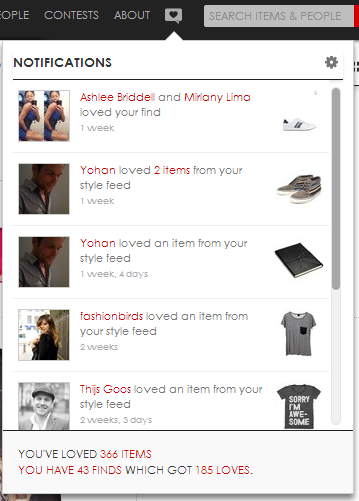 EOPLE CONTESTS ABOUT SEARCH ITEMS & PEOPLE
NOTIFICATIONS
Ashlee Briddell and Mirlany Lima
loved your find
1 week
Yohan loved 2 items from your
style feed
1 week
Yohan loved an item from your
style feed
1 week, 4 days
fashionbirds loved an item from
your style feed
2 weeks
Thijs Goos loved an item from your
style feed
2 weeks, 3 days
SORRY
I'M
AWE-
SOME
YOU'VE LOVED 366 ITEMS
YOU HAVE 43 FINDS WHICH GOT 185 LOVES.